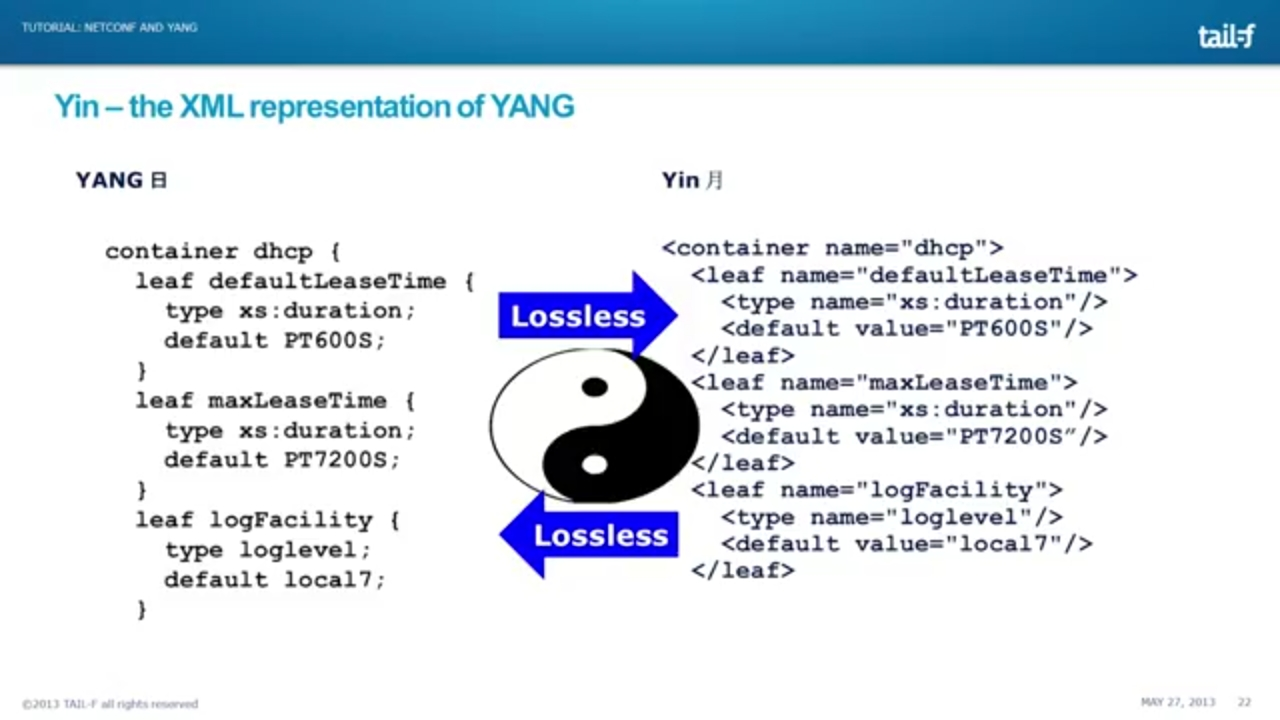 TUTORIAL: NETCONF AND YANG
tail-f
Yin – the XML representation of YANG
YANG 日
container dhcp {
  leaf defaultLeaseTime {
    type xs:duration;
    default PT600S;
  }
  leaf maxLeaseTime {
    type xs:duration;
    default PT7200S;
  }
  leaf logFacility {
    type loglevel;
    default local7;
  }
Lossless
Lossless
Yin 月
<container name="dhcp">
  <leaf name="defaultLeaseTime">
    <type name="xs:duration"/>
    <default value="PT600S"/>
  </leaf>
  <leaf name="maxLeaseTime">
    <type name="xs:duration"/>
    <default value="PT7200S″/>
  </leaf>
  <leaf name="logFacility">
    <type name="loglevel"/>
    <default value="local7"/>
  </leaf>
©2013 TAIL-F all rights reserved
MAY 27, 2013 22